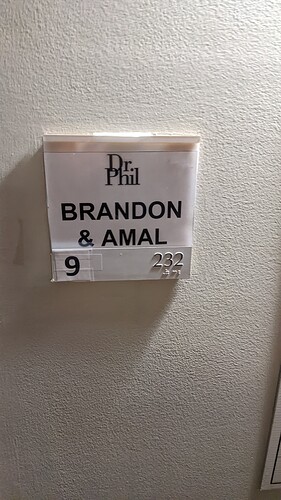 Dr.
Phil
BRANDON
& AMAL
9 232